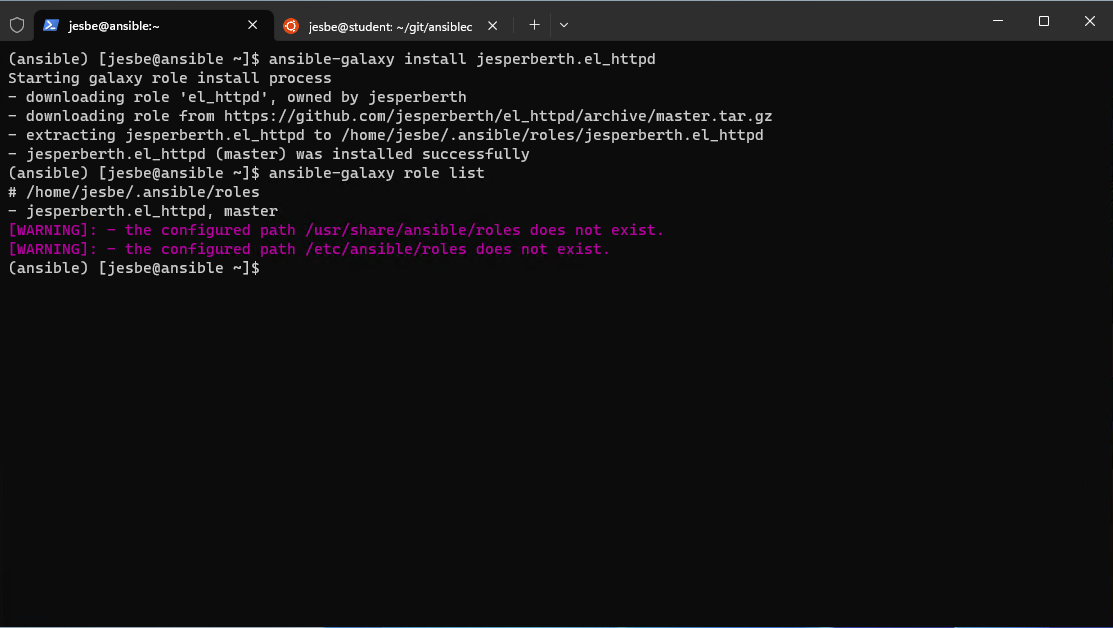 jesbe@ansible:~
jesbe@student: ~/git/ansiblec
(ansible) [jesbe@ansible ~]$ ansible-galaxy install jesperberth.el_httpd
Starting galaxy role install process
- downloading role 'el_httpd', owned by jesperberth
- downloading role from https://github.com/jesperberth/el_httpd/archive/master.tar.gz
- extracting jesperberth.el_httpd to /home/jesbe/.ansible/roles/jesperberth.el_httpd
- jesperberth.el_httpd (master) was installed successfully
(ansible) [jesbe@ansible ~]$ ansible-galaxy role list
# /home/jesbe/.ansible/roles
- jesperberth.el_httpd, master
[WARNING]: - the configured path /usr/share/ansible/roles does not exist.
[WARNING]: - the configured path /etc/ansible/roles does not exist.
(ansible) [jesbe@ansible ~]$